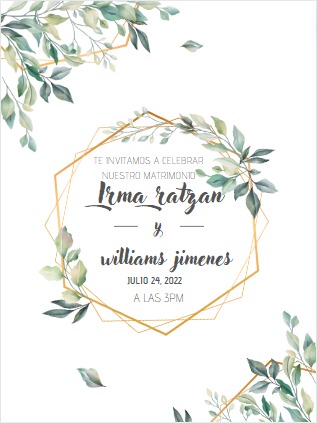 TE INVITAMOS A CELEBRAR
NUESTRO MATRIMONIO
Irma ratzan
y
williams jimenes
JULIO 24, 2022
A LAS 3PM